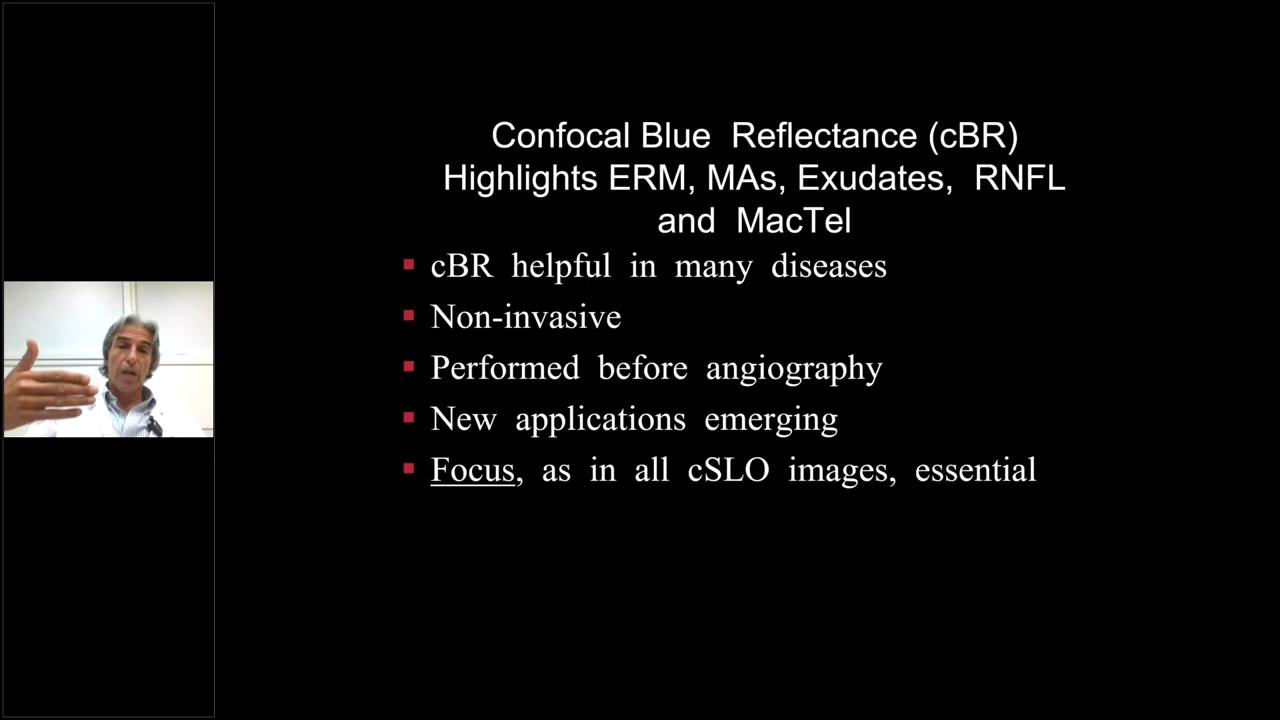 Confocal Blue Reflectance (cBR)
Highlights ERM, MAs, Exudates, RNFL
and MacTel
▪ cBR helpful in many diseases
▪ Non-invasive
▪ Performed before angiography
▪ New applications emerging
▪ Focus, as in all cSLO images, essential